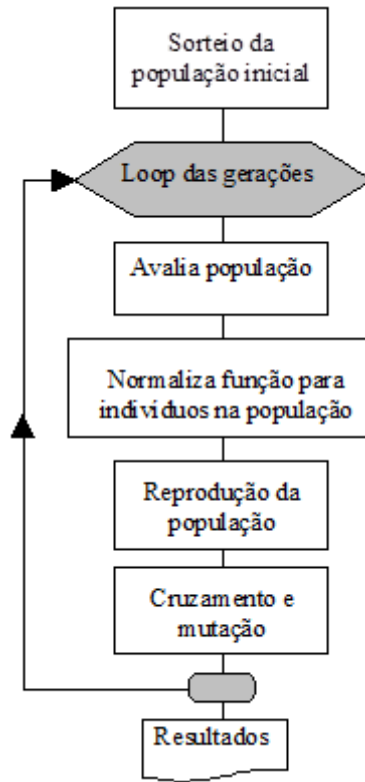 Sorteio da
população inicial
Loop das gerações
Avalia população
Normaliza função para
indivíduos na população
Reprodução da
população
Cruzamento e
mutação
Resultados